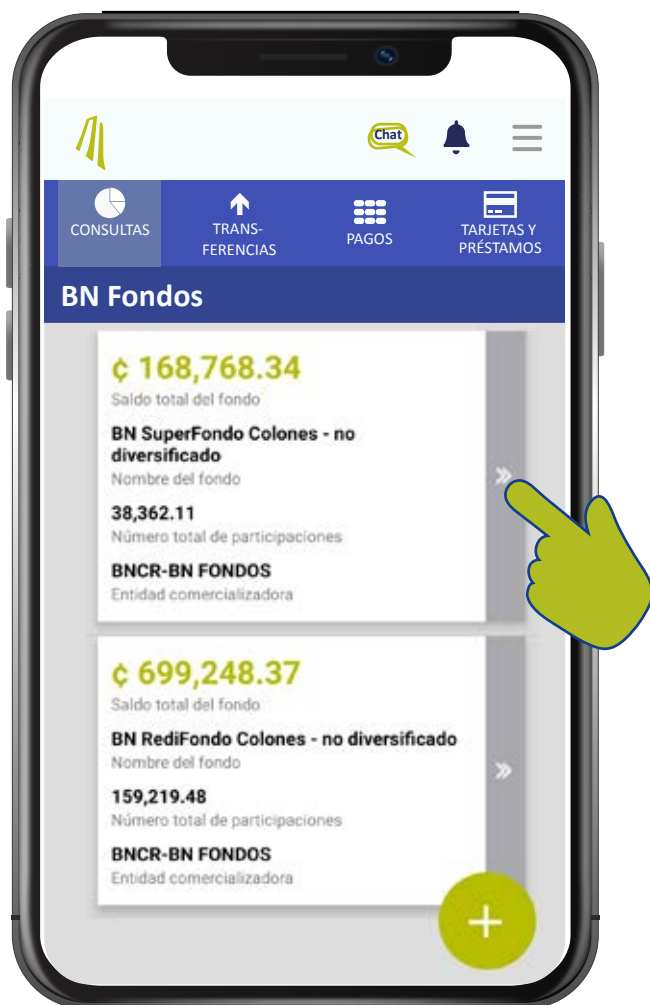 Chat
CONSULTAS
TRANS-
FERENCIAS
PAGOS
TARJETAS Y
PRÉSTAMOS
BN Fondos
¢ 168,768.34
Saldo total del fondo
BN SuperFondo Colones - no
diversificado
Nombre del fondo
38,362.11
Número total de participaciones
BNCR-BN FONDOS
Entidad comercializadora
¢ 699,248.37
Saldo total del fondo
BN RediFondo Colones - no diversificado
Nombre del fondo
159,219.48
Número total de participaciones
BNCR-BN FONDOS
Entidad comercializadora